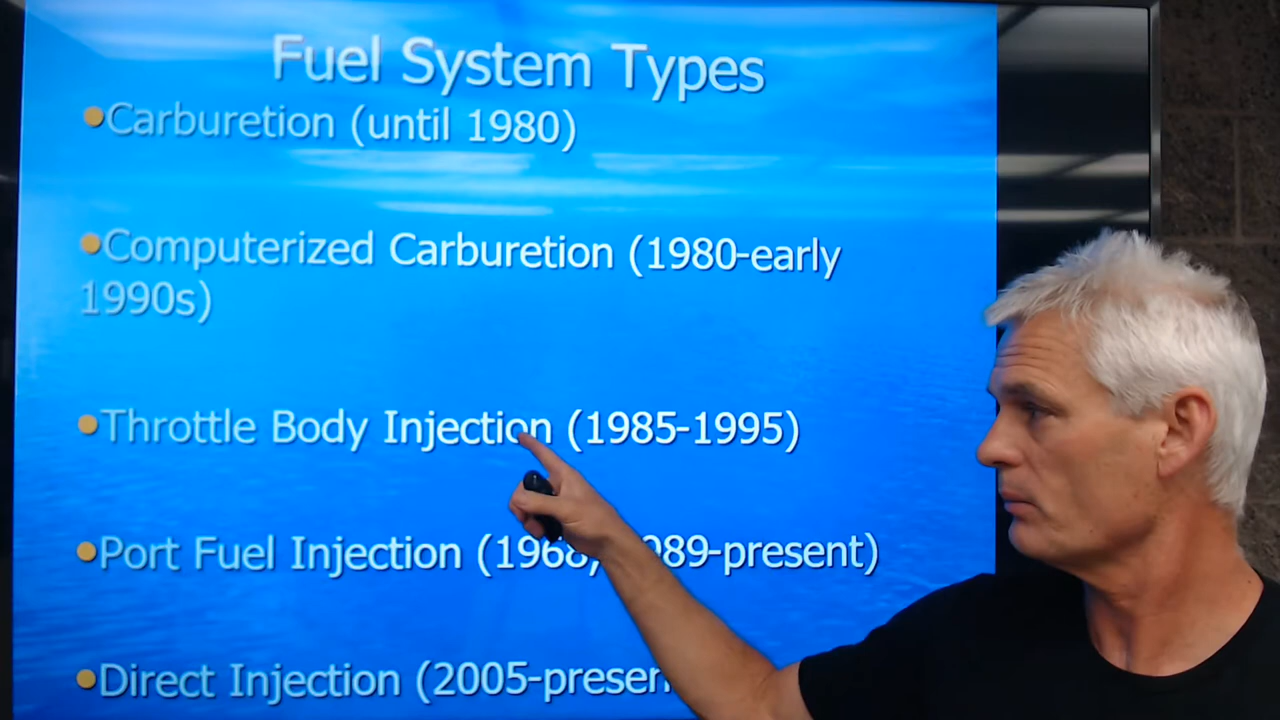 Fuel System Types
Carburetion (until 1980)
Computerized Carburetion (1980-early
1990s)
Throttle Body Injection (1985-1995)
Port Fuel Injection (1968, 89-present)
Direct Injection (2005-presen